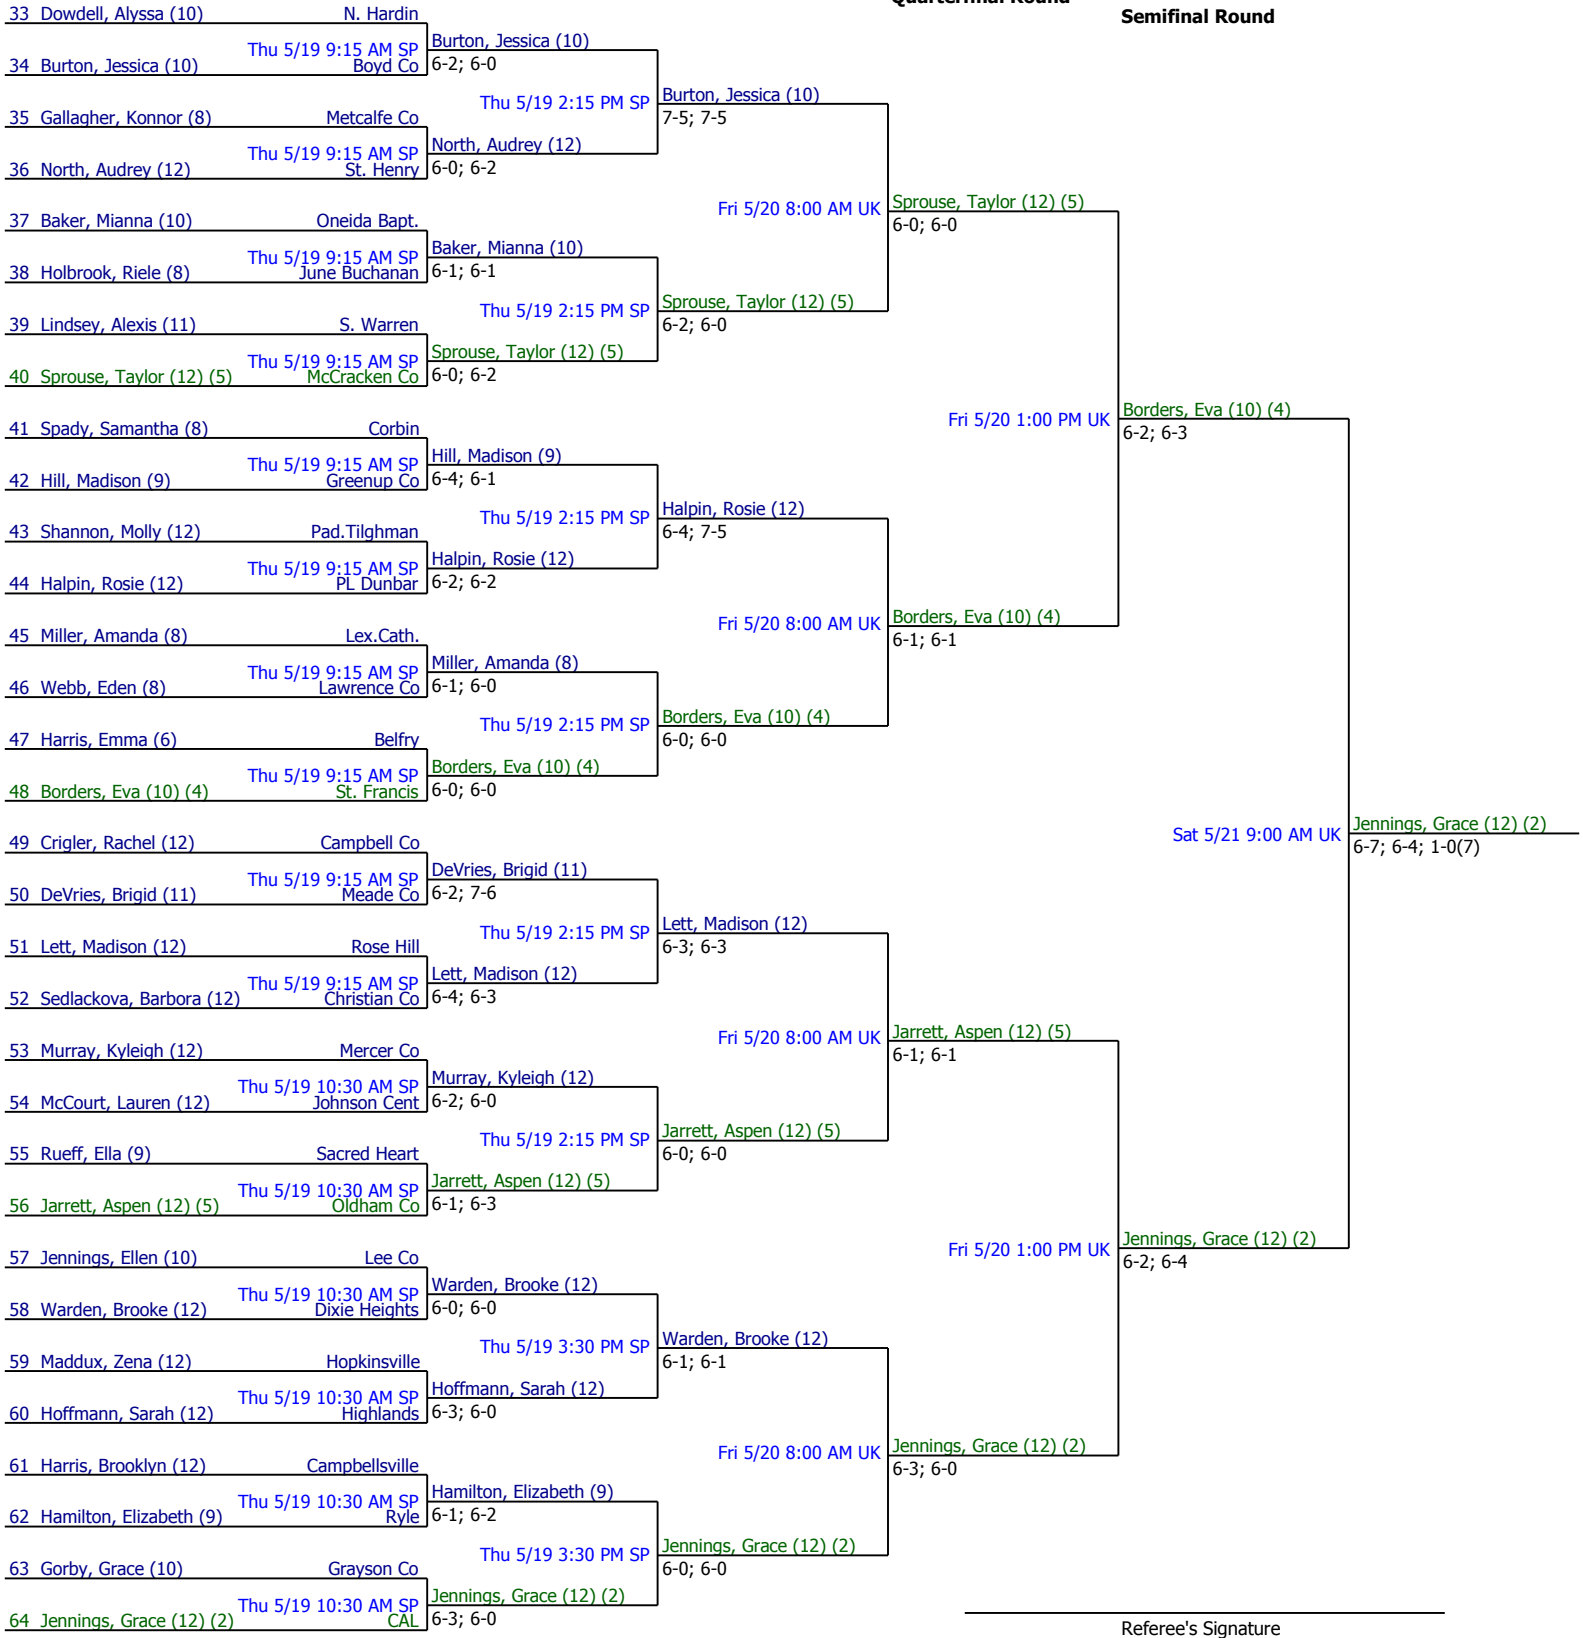 Quarterfinal Round
Semifinal Round
33 Dowdell, Alyssa (10) N. Hardin
Thu 5/19 9:15 AM SP
34 Burton, Jessica (10) Boyd Co
Burton, Jessica (10)
6-2; 6-0
Thu 5/19 2:15 PM SP
Burton, Jessica (10)
7-5; 7-5
35 Gallagher, Konnor (8) Metcalfe Co
Thu 5/19 9:15 AM SP
36 North, Audrey (12) St. Henry
North, Audrey (12)
6-0; 6-2
Fri 5/20 8:00 AM UK
Sprouse, Taylor (12) (5)
6-0; 6-0
37 Baker, Mianna (10) Oneida Bapt.
Thu 5/19 9:15 AM SP
38 Holbrook, Riele (8) June Buchanan
Baker, Mianna (10)
6-1; 6-1
Thu 5/19 2:15 PM SP
Sprouse, Taylor (12) (5)
6-2; 6-0
39 Lindsey, Alexis (11) S. Warren
Thu 5/19 9:15 AM SP
40 Sprouse, Taylor (12) (5) McCracken Co
Sprouse, Taylor (12) (5)
6-0; 6-2
Fri 5/20 1:00 PM UK
Borders, Eva (10) (4)
6-2; 6-3
41 Spady, Samantha (8) Corbin
Thu 5/19 9:15 AM SP
42 Hill, Madison (9) Greenup Co
Hill, Madison (9)
6-4; 6-1
Thu 5/19 2:15 PM SP
Halpin, Rosie (12)
6-4; 7-5
43 Shannon, Molly (12) Pad.Tilghman
Thu 5/19 9:15 AM SP
44 Halpin, Rosie (12) PL Dunbar
Halpin, Rosie (12)
6-2; 6-2
Fri 5/20 8:00 AM UK
Borders, Eva (10) (4)
6-1; 6-1
45 Miller, Amanda (8) Lex.Cath.
Thu 5/19 9:15 AM SP
46 Webb, Eden (8) Lawrence Co
Miller, Amanda (8)
6-1; 6-0
Thu 5/19 2:15 PM SP
Borders, Eva (10) (4)
6-0; 6-0
47 Harris, Emma (6) Belfry
Thu 5/19 9:15 AM SP
48 Borders, Eva (10) (4) St. Francis
Borders, Eva (10) (4)
6-0; 6-0
Sat 5/21 9:00 AM UK
Jennings, Grace (12) (2)
6-7; 6-4; 1-0(7)
49 Crigler, Rachel (12) Campbell Co
Thu 5/19 9:15 AM SP
50 DeVries, Brigid (11) Meade Co
DeVries, Brigid (11)
6-2; 7-6
Thu 5/19 2:15 PM SP
Lett, Madison (12)
6-3; 6-3
51 Lett, Madison (12) Rose Hill
Thu 5/19 9:15 AM SP
52 Sedlackova, Barbora (12) Christian Co
Lett, Madison (12)
6-4; 6-3
Fri 5/20 8:00 AM UK
Jarrett, Aspen (12) (5)
6-1; 6-1
53 Murray, Kyleigh (12) Mercer Co
Thu 5/19 10:30 AM SP
54 McCourt, Lauren (12) Johnson Cent
Murray, Kyleigh (12)
6-2; 6-0
Thu 5/19 2:15 PM SP
Jarrett, Aspen (12) (5)
6-0; 6-0
55 Rueff, Ella (9) Sacred Heart
Thu 5/19 10:30 AM SP
56 Jarrett, Aspen (12) (5) Oldham Co
Jarrett, Aspen (12) (5)
6-1; 6-3
Fri 5/20 1:00 PM UK
Jennings, Grace (12) (2)
6-2; 6-4
57 Jennings, Ellen (10) Lee Co
Thu 5/19 10:30 AM SP
58 Warden, Brooke (12) Dixie Heights
Warden, Brooke (12)
6-0; 6-0
Thu 5/19 3:30 PM SP
Warden, Brooke (12)
6-1; 6-1
59 Maddux, Zena (12) Hopkinsville
Thu 5/19 10:30 AM SP
60 Hoffmann, Sarah (12) Highlands
Hoffmann, Sarah (12)
6-3; 6-0
Fri 5/20 8:00 AM UK
Jennings, Grace (12) (2)
6-3; 6-0
61 Harris, Brooklyn (12) Campbellsville
Thu 5/19 10:30 AM SP
62 Hamilton, Elizabeth (9) Ryle
Hamilton, Elizabeth (9)
6-1; 6-2
Thu 5/19 3:30 PM SP
Jennings, Grace (12) (2)
6-0; 6-0
63 Gorby, Grace (10) Grayson Co
Thu 5/19 10:30 AM SP
64 Jennings, Grace (12) (2) CAL
Jennings, Grace (12) (2)
6-3; 6-0
Referee's Signature